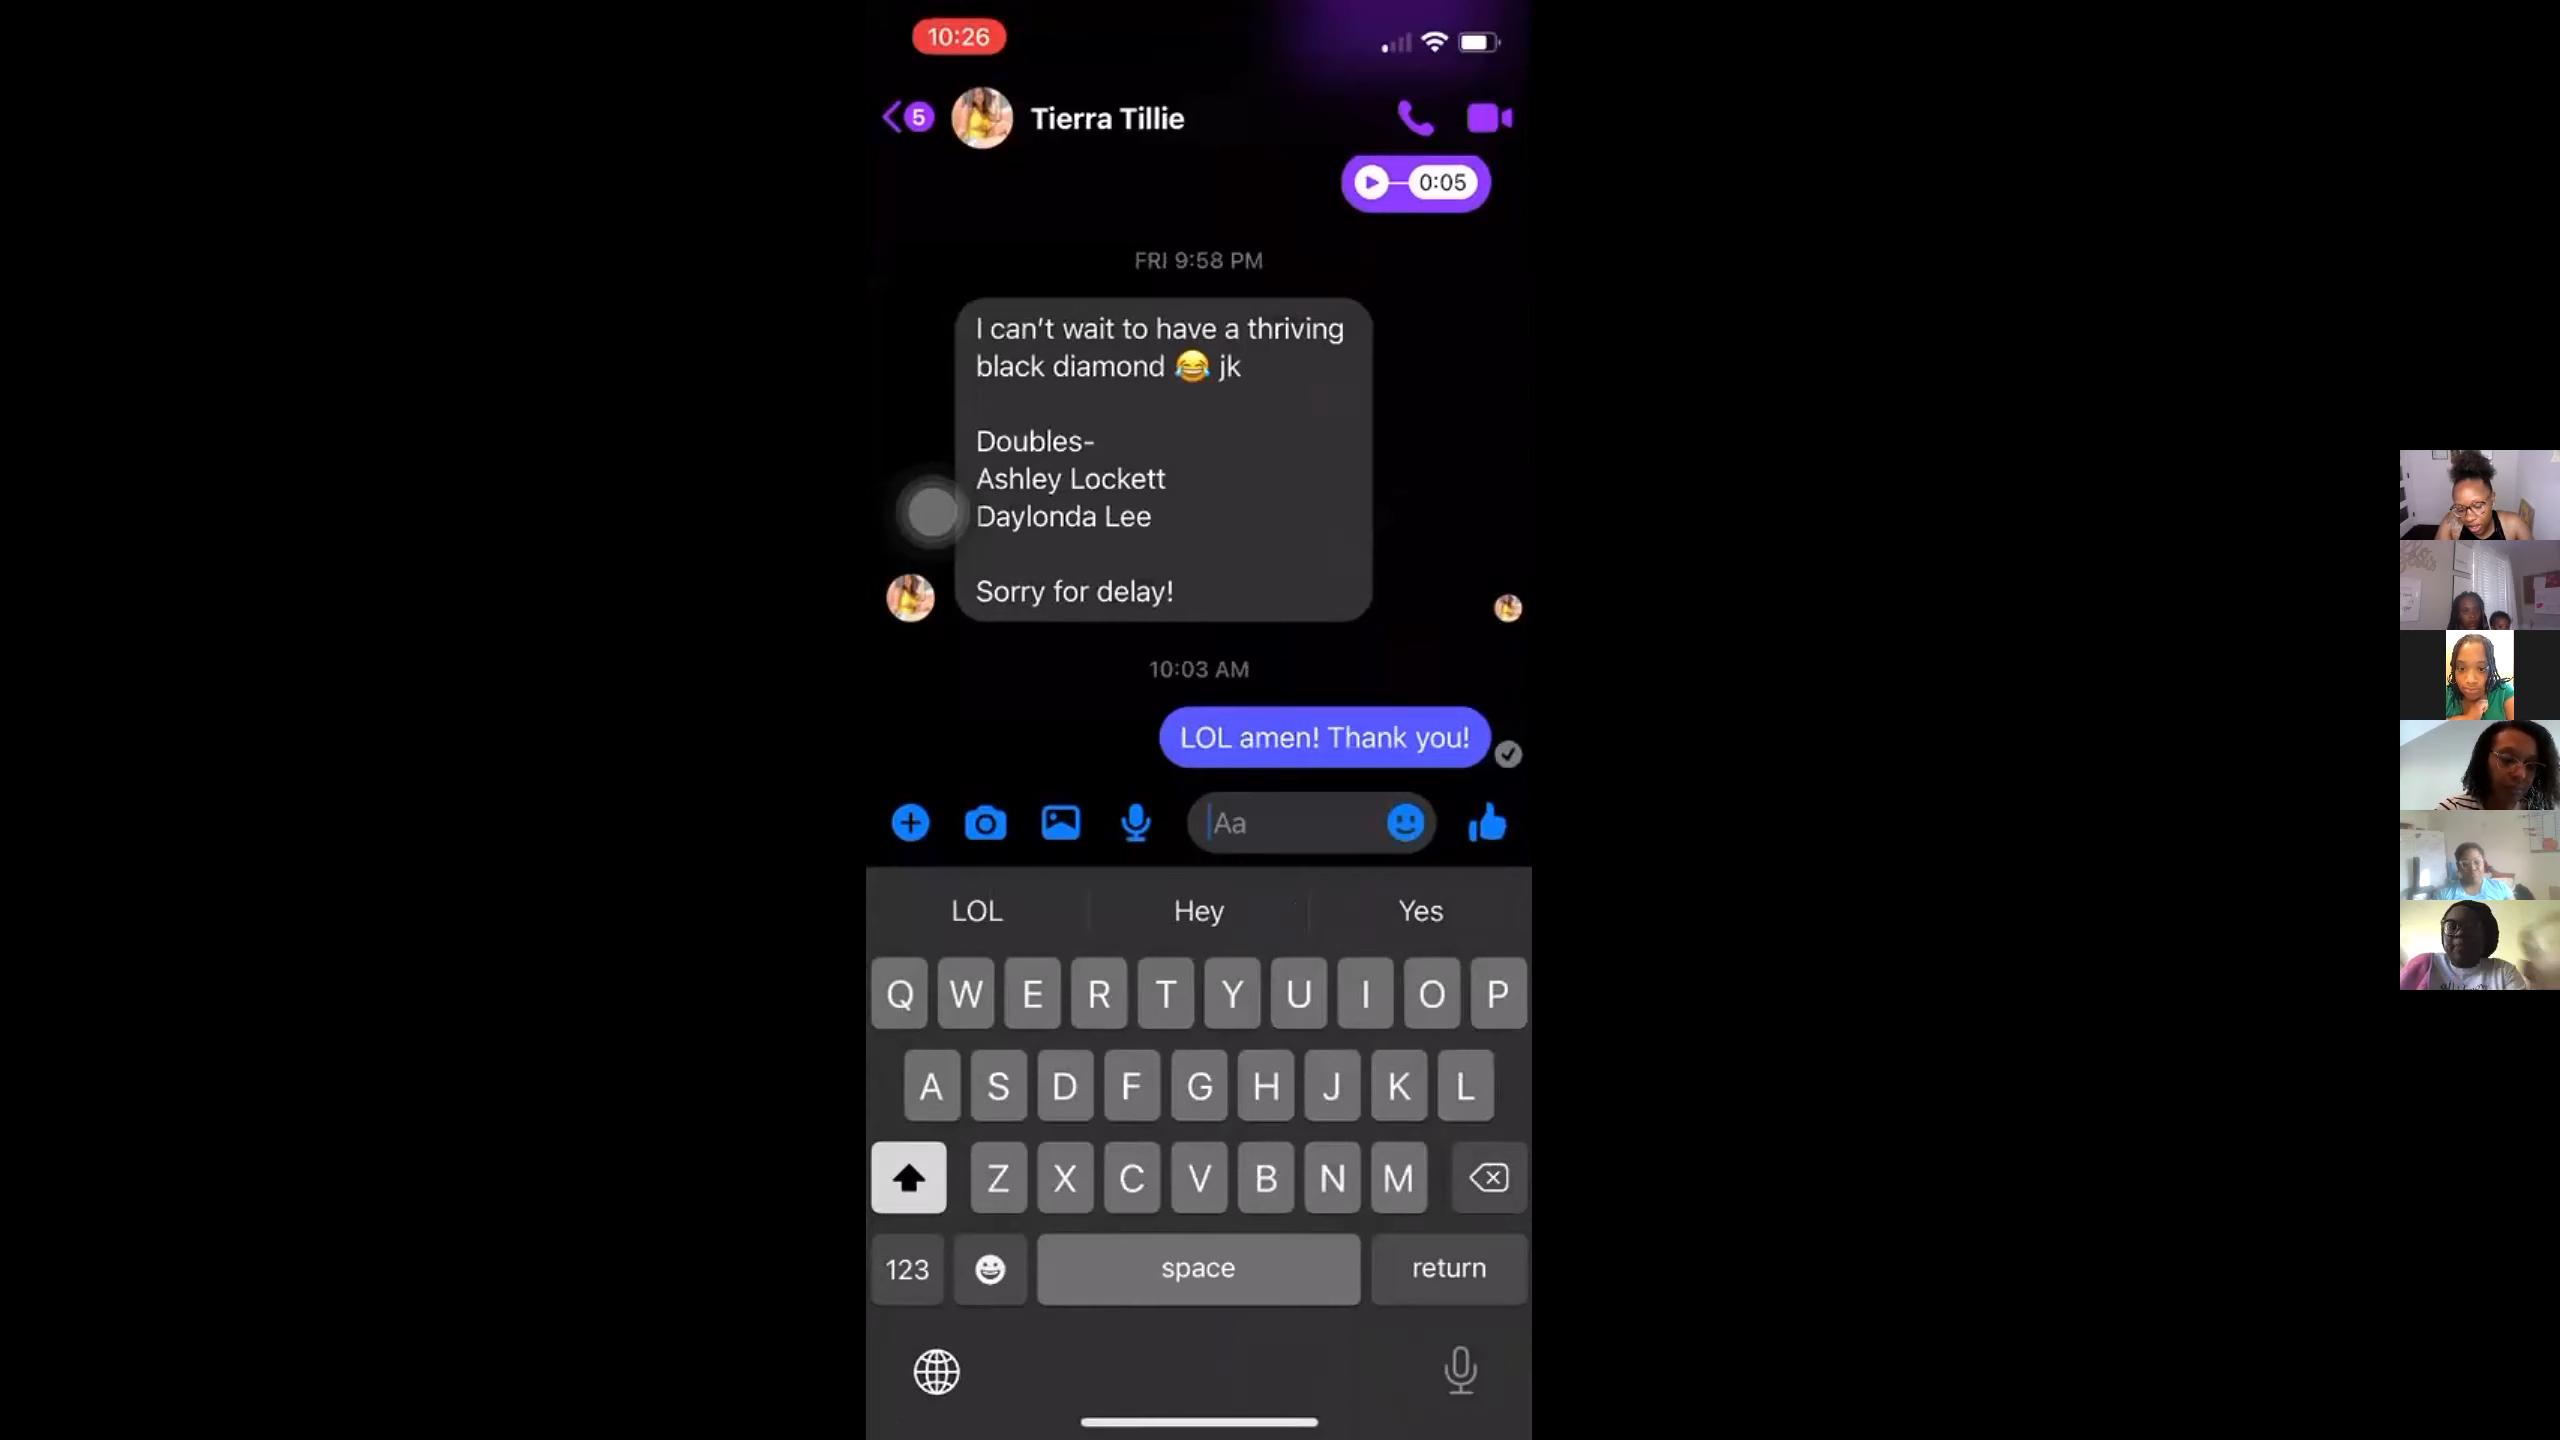 10:26
5
Tierra Tillie
0:05
FRI 9:58 PM
I can't wait to have a thriving
black diamond 😂 jk
Doubles-
Ashley Lockett
Daylonda Lee
Sorry for delay!
10:03 AM
LOL amen! Thank you!
Aa
LOL Hey Yes
Q W E R T Y U I O P
A S D F G H J K L
Z X C V B N M
123 space return